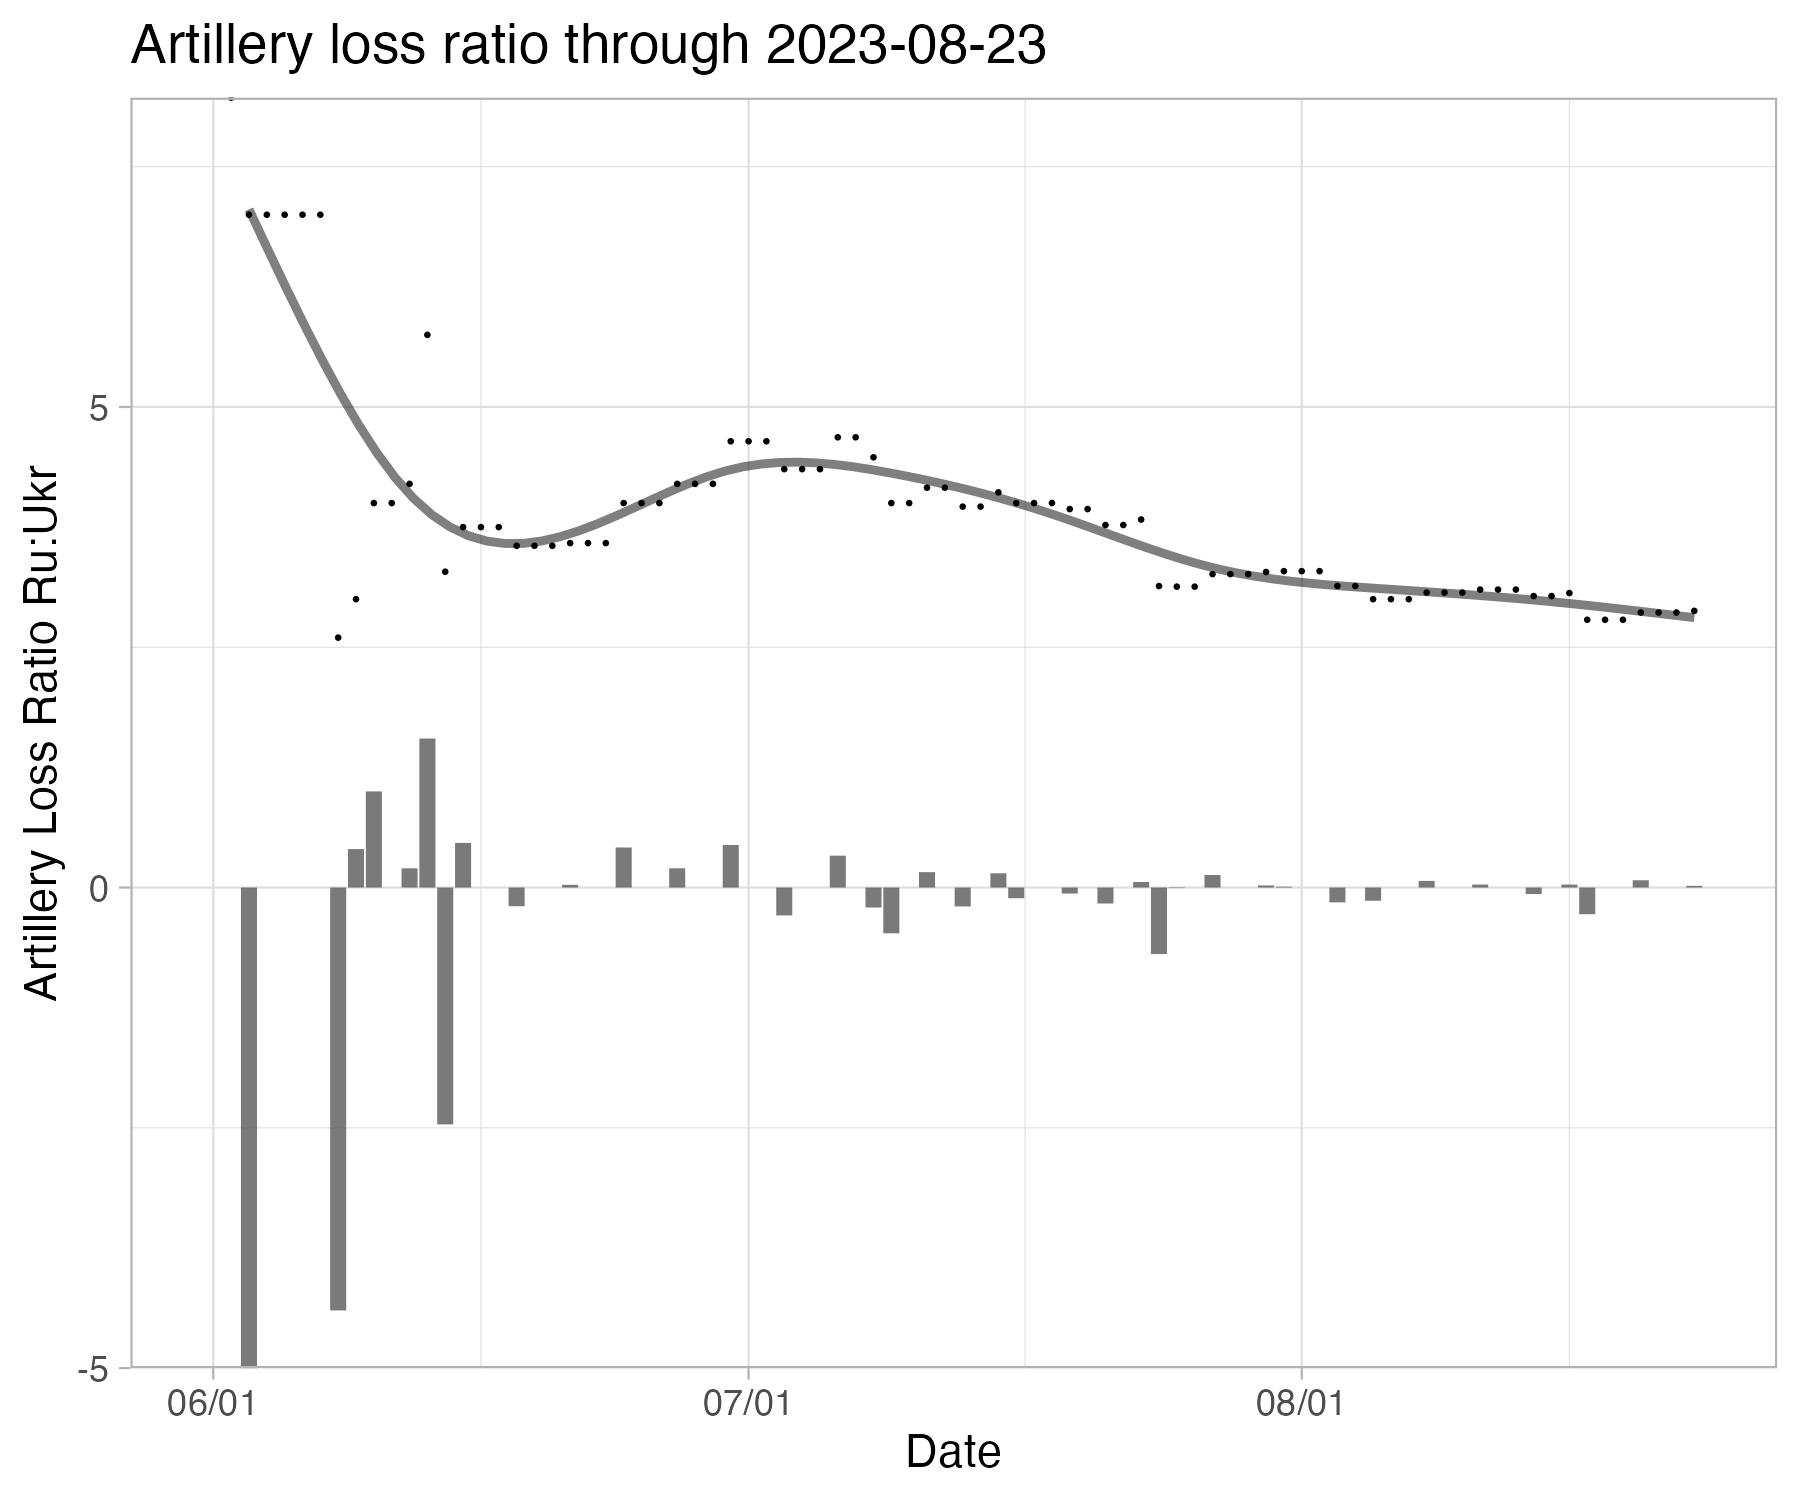 Artillery loss ratio through 2023-08-23
Artillery Loss Ratio Ru:Ukr
5
0
-5
06/01
07/01
08/01
Date